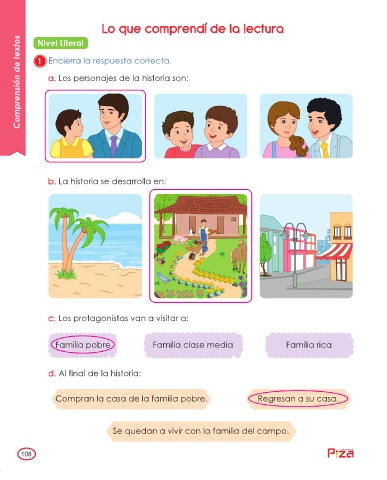 Lo que comprendí de la lectura
Comprensión de textos
Nivel Literal
1 Encierra la respuesta correcta.
a. Los personajes de la historia son:
b. La historia se desarrolla en:
c. Los protagonistas van a visitar a:
Familia pobre Familia clase media Familia rica
d. Al final de la historia:
Compran la casa de la familia pobre. Regresan a su casa.
Se quedan a vivir con la familia del campo.
108
Piza